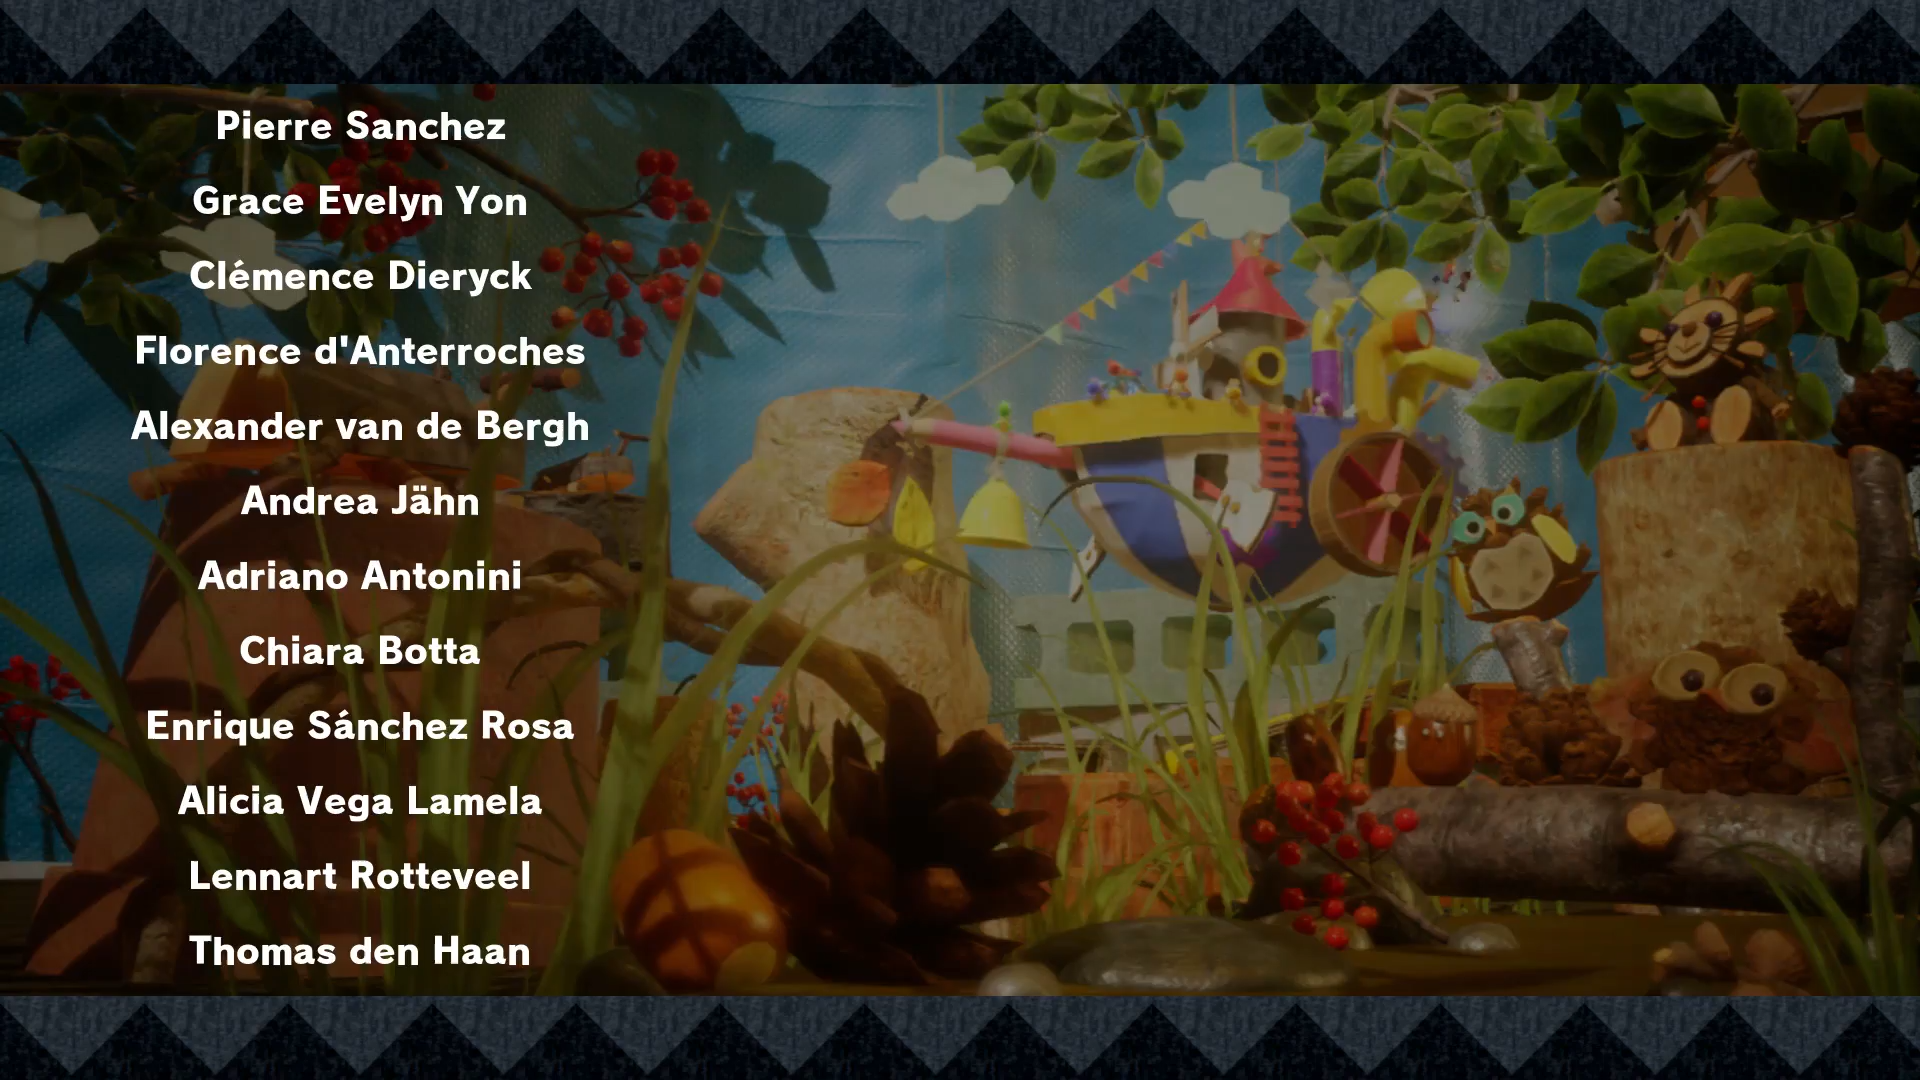 Pierre Sanchez
Grace Evelyn Yon
Clémence Dieryck
Florence d'Anterroches
Alexander van de Bergh
Andrea Jähn
Adriano Antonini
Chiara Botta
Enrique Sánchez Rosa
Alicia Vega Lamela
Lennart Rotteveel
Thomas den Haan